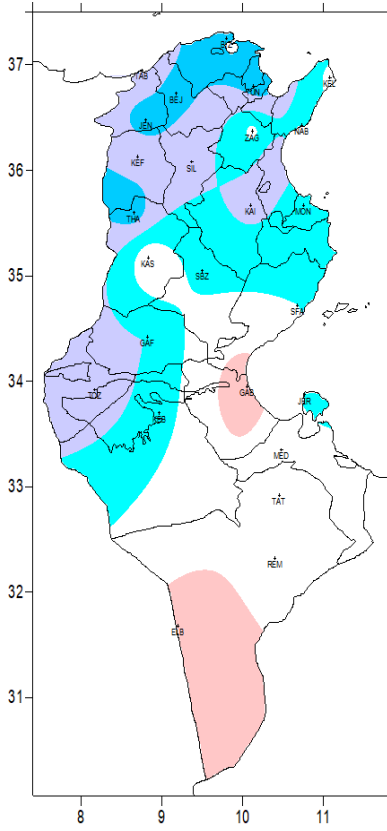 37
BIZ
TAB
KEL
BEJ
TUN
JEN
NAB
ZAG
KEF
SIL
36
KAI
MON
THA
KAS
SBZ
35
SFA
GAF
34
TOZ
GAB
JER
KEB
MED
33
TAT
REM
32
ELB
31
8
9
10
11